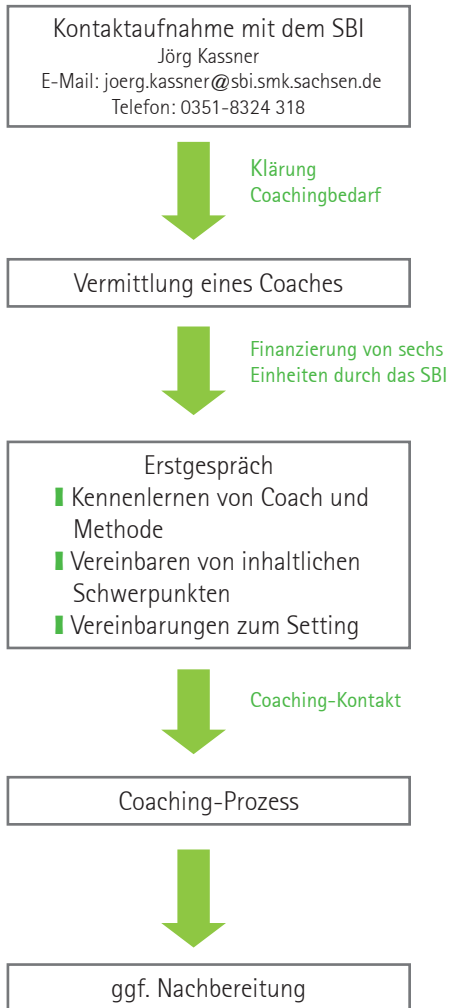 Kontaktaufnahme mit dem SBI
Jörg Kassner
E-Mail: joerg.kassner@sbi.smk.sachsen.de
Telefon: 0351-8324 318
Klärung
Coachingbedarf
Vermittlung eines Coaches
Finanzierung von sechs
Einheiten durch das SBI
Erstgespräch
Kennenlernen von Coach und
Methode
Vereinbaren von inhaltlichen
Schwerpunkten
Vereinbarungen zum Setting
Coaching-Kontakt
Coaching-Prozess
ggf. Nachbereitung